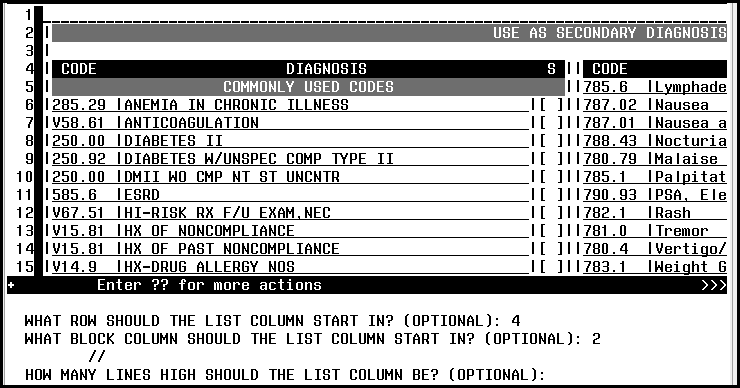 1
2 USE AS SECONDARY DIAGNOSIS
3 |
4 | CODE DIAGNOSIS S || CODE
5 | COMMONLY USED CODES ||785.6 |Lymphade
6 |285.29 |ANEMIA IN CHRONIC ILLNESS |[ ]||787.02 |Nausea
7 |V58.61 |ANTICOAGULATION |[ ]||787.01 |Nausea a
8 |250.00 |DIABETES II |[ ]||788.43 |Nocturia
9 |250.92 |DIABETES W/UNSPEC COMP TYPE II |[ ]||780.79 |Malaise
10 |250.00 |DMII WO CMP NT ST UNCNTR |[ ]||785.1 |Palpitat
11 |585.6 |ESRD |[ ]||790.93 |PSA, Ele
12 |V67.51 |HI-RISK RX F/U EXAM,NEC |[ ]||782.1 |Rash
13 |V15.81 |HX OF NONCOMPLIANCE |[ ]||781.0 |Tremor
14 |V15.81 |HX OF PAST NONCOMPLIANCE |[ ]||780.4 |Vertigo/
15 |V14.9 |HX-DRUG ALLERGY NOS |[ ]||783.1 |Weight G
+ Enter ?? for more actions >>>
WHAT ROW SHOULD THE LIST COLUMN START IN? (OPTIONAL): 4
WHAT BLOCK COLUMN SHOULD THE LIST COLUMN START IN? (OPTIONAL): 2
//
HOW MANY LINES HIGH SHOULD THE LIST COLUMN BE? (OPTIONAL):